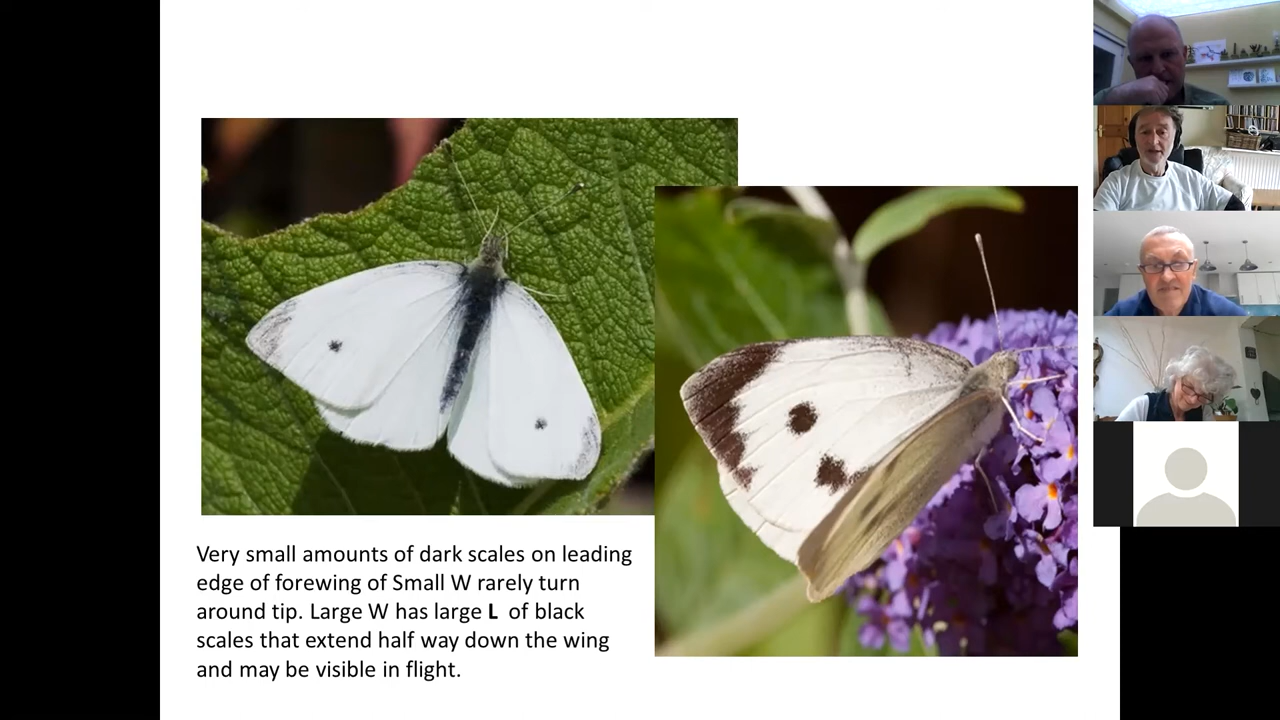 Very small amounts of dark scales on leading
edge of forewing of Small W rarely turn
around tip. Large W has large L of black
scales that extend half way down the wing
and may be visible in flight.